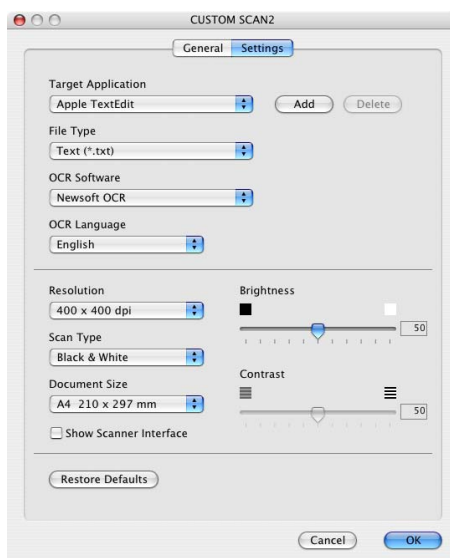 CUSTOM SCAN2
General Settings
Target Application
Apple TextEdit Add Delete
File Type
Text (*.txt)
OCR Software
Newsoft OCR
OCR Language
English
Resolution
400 x 400 dpi
Scan Type
Black & White
Document Size
A4 210 x 297 mm
Show Scanner Interface
Brightness
50
Contrast
50
Restore Defaults
Cancel OK